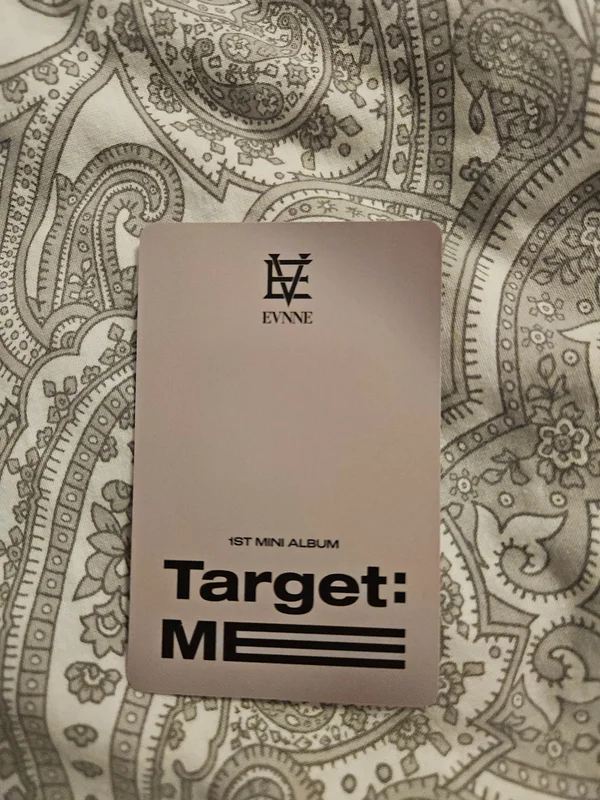 EVNNE
1ST MINI ALBUM
Target:
ME